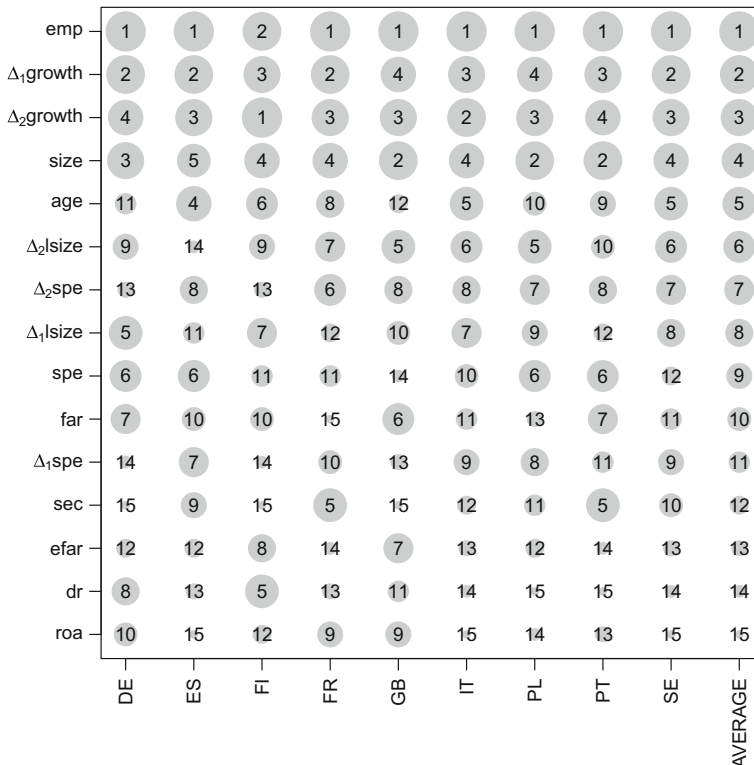 emp 1 1 2 1 1 1 1 1 1 1
Δ₁growth 2 2 3 2 4 3 4 3 2 2
Δ₂growth 4 3 1 3 3 2 3 4 3 3
size 3 5 4 4 2 4 2 2 4 4
age 11 4 6 8 12 5 10 9 5 5
Δ₂lsize 9 14 9 7 5 6 5 10 6 6
Δ₂spe 13 8 13 6 8 8 7 8 7 7
Δ₁lsize 5 11 7 12 10 7 9 12 8 8
spe 6 6 11 11 14 10 6 6 12 9
far 7 10 10 15 6 11 13 7 11 10
Δ₁spe 14 7 14 10 13 9 8 11 9 11
sec 15 9 15 5 15 12 11 5 10 12
efar 12 12 8 14 7 13 12 14 13 13
dr 8 13 5 13 11 14 15 15 14 14
roa 10 15 12 9 9 15 14 13 15 15
DE ES FI FR GB IT PL PT SE AVERAGE